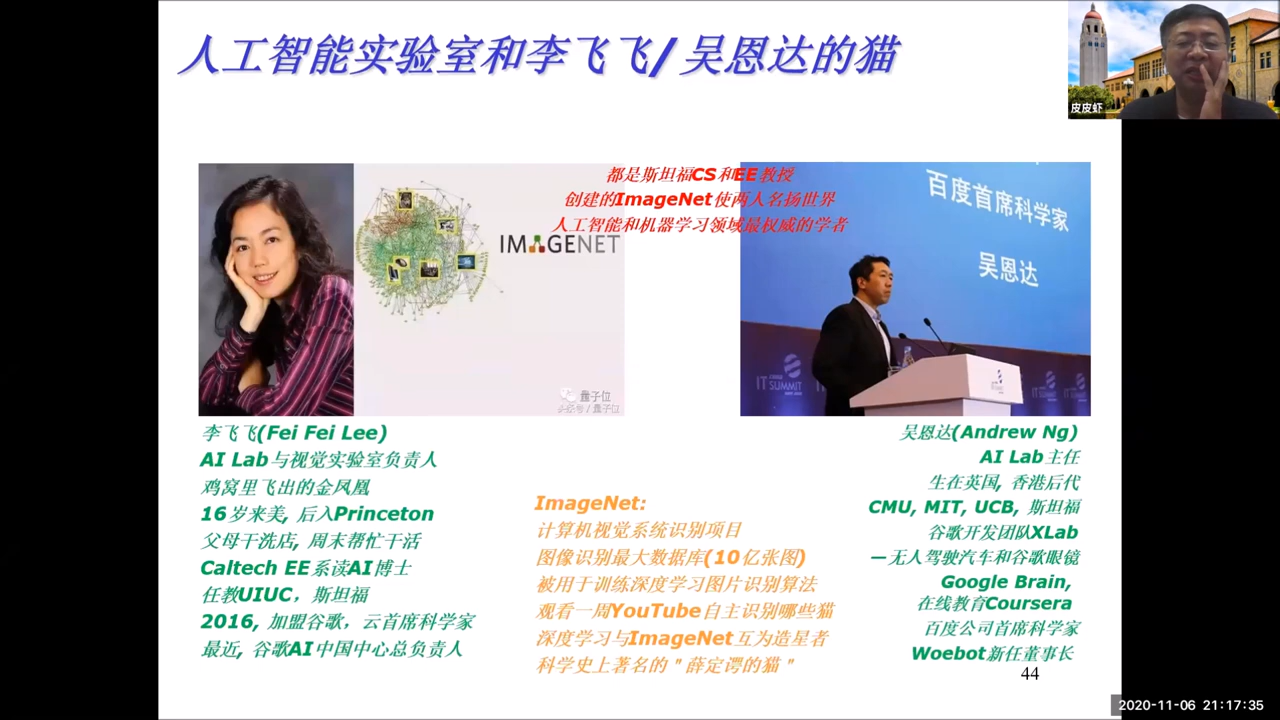 人工智能实验室和李飞飞/ 吴恩达的猫
皮皮虾
都是斯坦福CS和EE教授
创建的ImageNet使两人名扬世界
人工智能和机器学习领域最权威的学者
IMAGENET
量子位
头条号 / 量子位
百度首席科学家
吴恩达
IT SUMMIT
李飞飞(Fei Fei Lee)
AI Lab与视觉实验室负责人
鸡窝里飞出的金凤凰
16岁来美, 后入Princeton
父母干洗店, 周末帮忙干活
Caltech EE系读AI博士
任教UIUC，斯坦福
2016, 加盟谷歌，云首席科学家
最近, 谷歌AI中国中心总负责人
ImageNet:
计算机视觉系统识别项目
图像识别最大数据库(10亿张图)
被用于训练深度学习图片识别算法
观看一周YouTube自主识别哪些猫
深度学习与ImageNet互为造星者
科学史上著名的"薛定谔的猫"
吴恩达(Andrew Ng)
AI Lab主任
生在英国, 香港后代
CMU, MIT, UCB, 斯坦福
谷歌开发团队XLab
—无人驾驶汽车和谷歌眼镜
Google Brain,
在线教育Coursera
百度公司首席科学家
Woebot新任董事长
44
2020-11-06 21:17:35